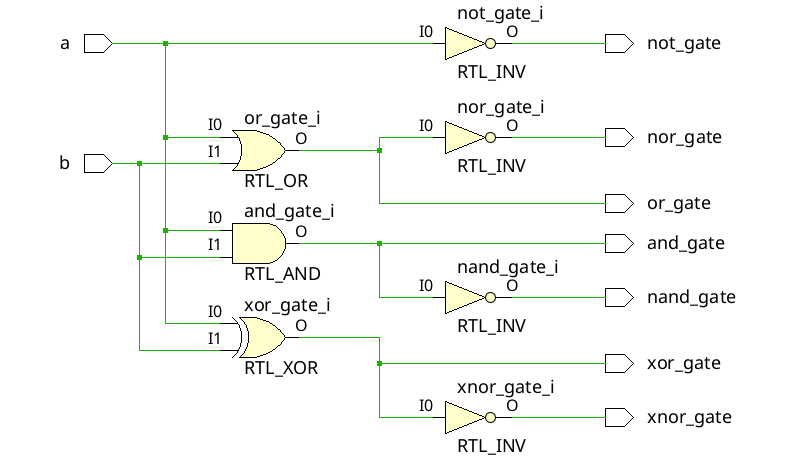 not_gate_i
a
I0
O
not_gate
RTL_INV
nor_gate_i
or_gate_i
I0
O
I0
O
nor_gate
b
I1
RTL_INV
RTL_OR
or_gate
and_gate_i
I0
O
I1
and_gate
RTL_AND
nand_gate_i
I0
O
nand_gate
xor_gate_i
I0
O
RTL_INV
I1
xor_gate
RTL_XOR
xnor_gate_i
I0
O
xnor_gate
RTL_INV